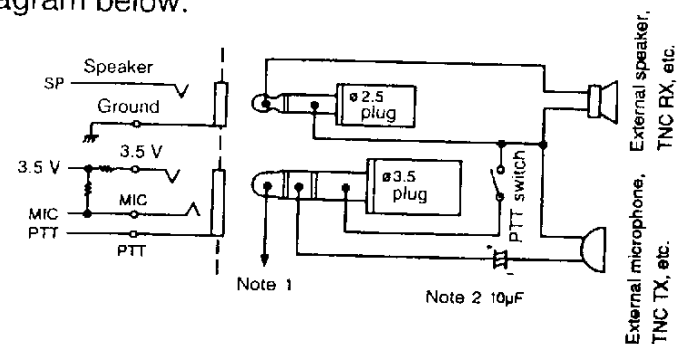 agram below.
Speaker
SP
Ground
3.5 V
3.5 V
MIC
MIC
PTT
PTT
ø2.5
plug
ø3.5
plug
PTT switch
Note 1
Note 2 10µF
External speaker,
TNC RX, etc.
External microphone,
TNC TX, etc.